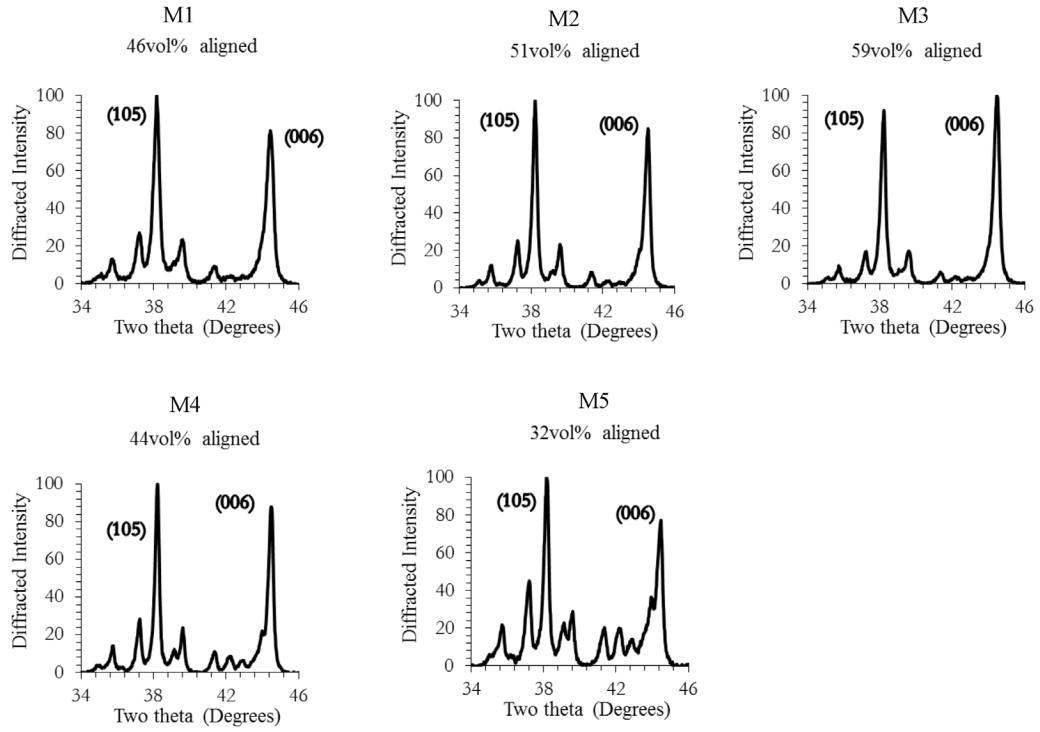 M1
46vol% aligned
Diffracted Intensity
100
80
60
40
20
0
(105)
(006)
34 38 42 46
Two theta (Degrees)
M2
51vol% aligned
Diffracted Intensity
100
80
60
40
20
0
(105)
(006)
34 38 42 46
Two theta (Degrees)
M3
59vol% aligned
Diffracted Intensity
100
80
60
40
20
0
(105)
(006)
34 38 42 46
Two theta (Degrees)
M4
44vol% aligned
Diffracted Intensity
100
80
60
40
20
0
(105)
(006)
34 38 42 46
Two theta (Degrees)
M5
32vol% aligned
Diffracted Intensity
100
80
60
40
20
0
(105)
(006)
34 38 42 46
Two theta (Degrees)